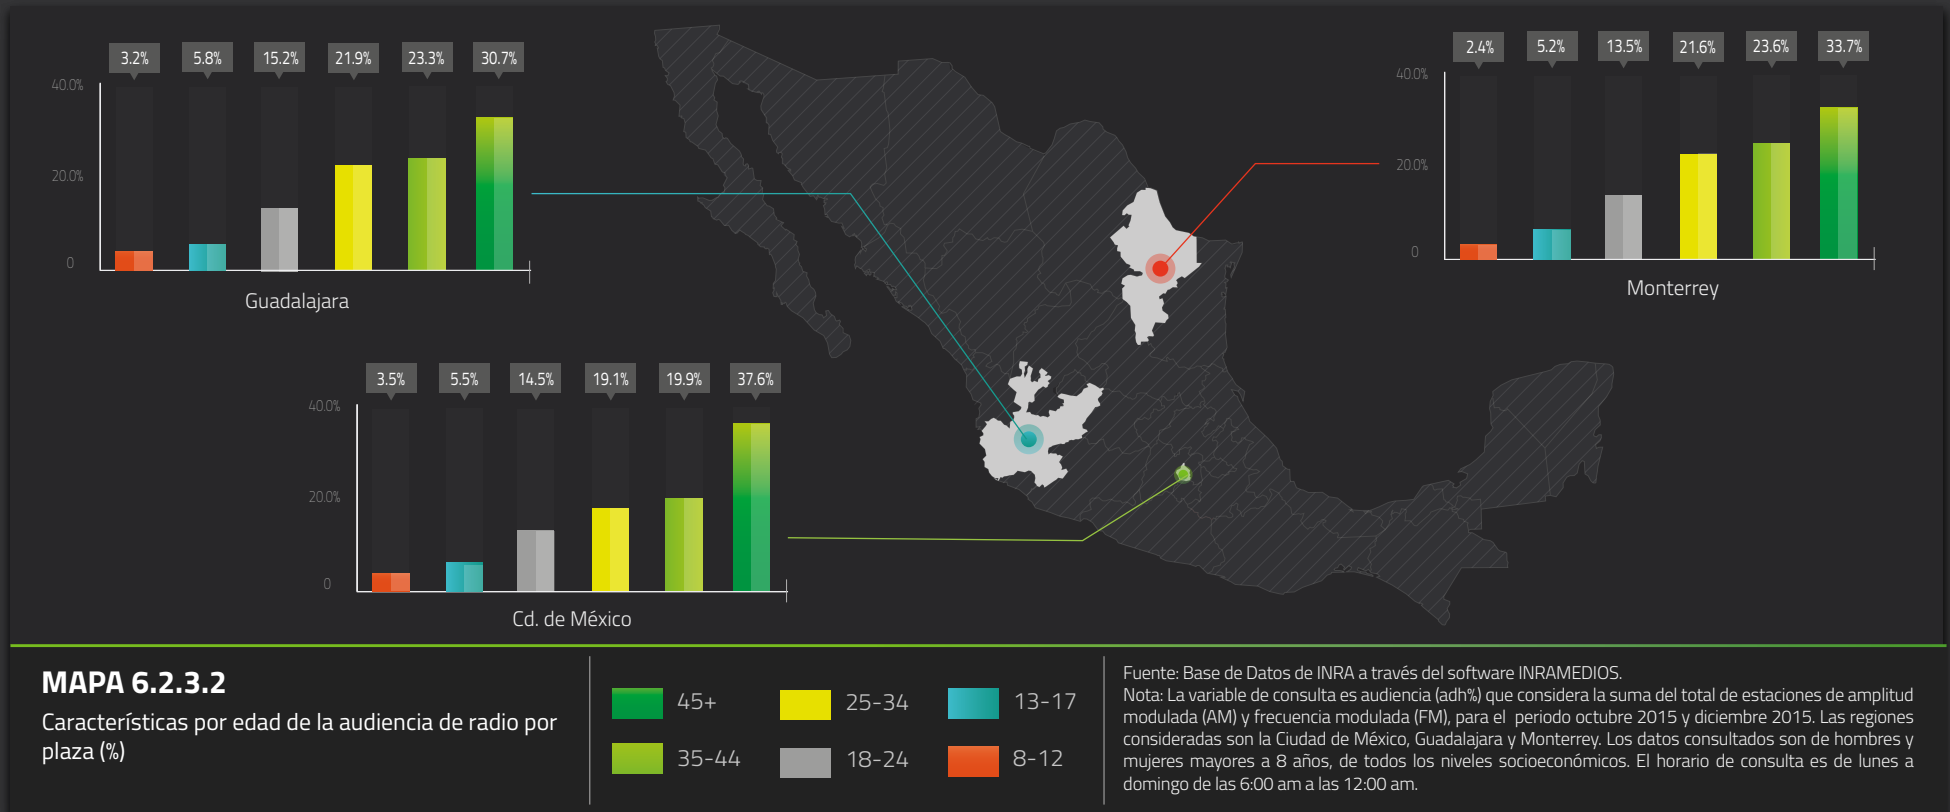 3.2% 5.8% 15.2% 21.9% 23.3% 30.7%
40.0%
20.0%
0
Guadalajara
2.4% 5.2% 13.5% 21.6% 23.6% 33.7%
40.0%
20.0%
0
Monterrey
3.5% 5.5% 14.5% 19.1% 19.9% 37.6%
40.0%
20.0%
0
Cd. de México
MAPA 6.2.3.2
Características por edad de la audiencia de radio por
plaza (%)
45+ 25-34 13-17
35-44 18-24 8-12
Fuente: Base de Datos de INRA a través del software INRAMEDIOS.
Nota: La variable de consulta es audiencia (adh%) que considera la suma del total de estaciones de amplitud
modulada (AM) y frecuencia modulada (FM), para el periodo octubre 2015 y diciembre 2015. Las regiones
consideradas son la Ciudad de México, Guadalajara y Monterrey. Los datos consultados son de hombres y
mujeres mayores a 8 años, de todos los niveles socioeconómicos. El horario de consulta es de lunes a
domingo de las 6:00 am a las 12:00 am.